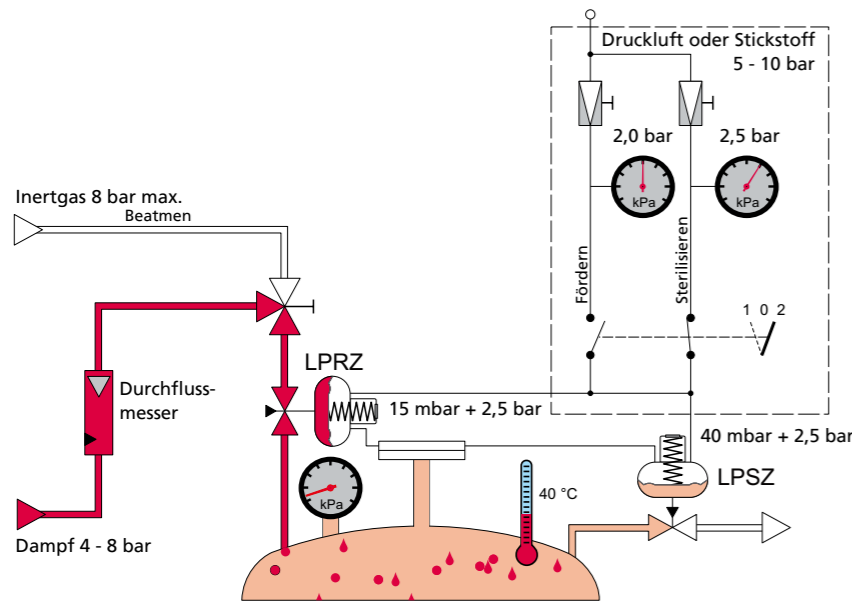 Druckluft oder Stickstoff
5 - 10 bar
2,0 bar
2,5 bar
kPa
kPa
Inertgas 8 bar max.
Beatmen
Fördern
Sterilisieren
1 0 2
LPRZ
Durchfluss-
messer
15 mbar + 2,5 bar
40 mbar + 2,5 bar
LPSZ
kPa
40 °C
Dampf 4 - 8 bar